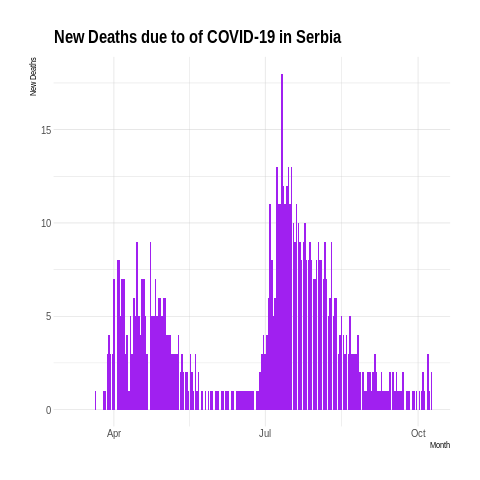 New Deaths due to of COVID-19 in Serbia
New Deaths
15
10
5
0
Apr
Jul
Oct
Month